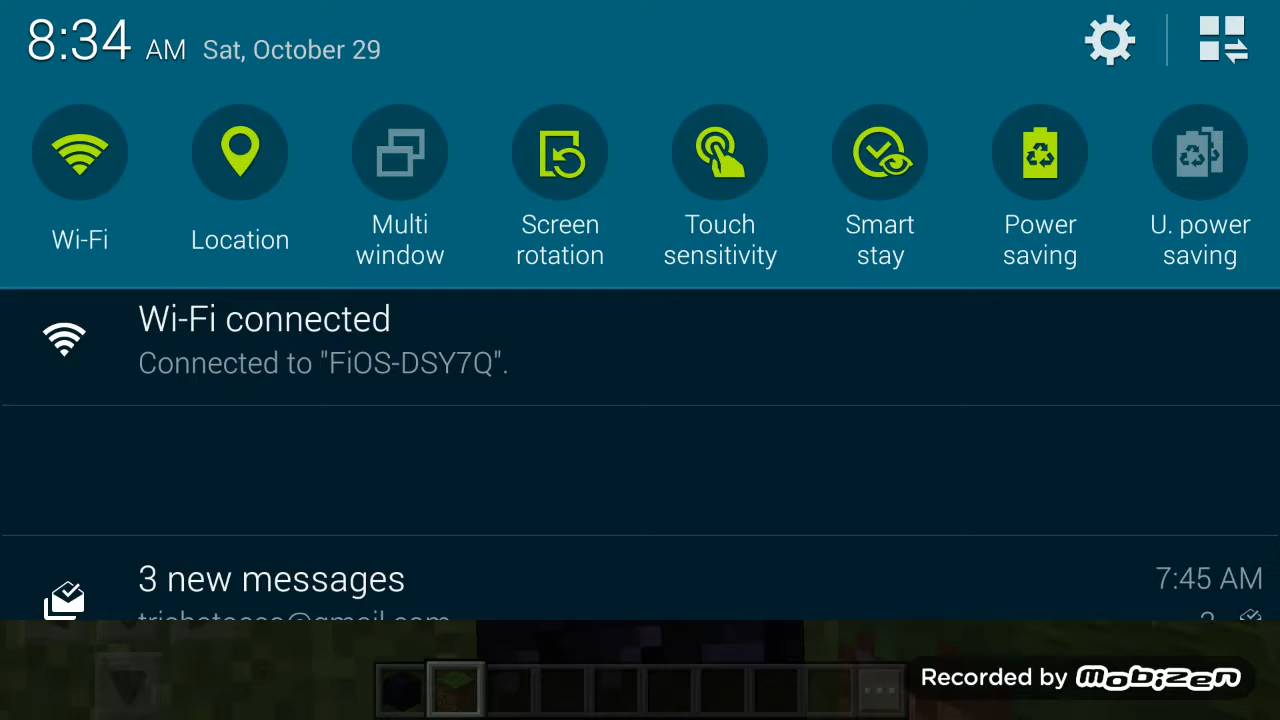 8:34 AM Sat, October 29
Wi-Fi
Location
Multi window
Screen rotation
Touch sensitivity
Smart stay
Power saving
U. power saving
Wi-Fi connected
Connected to "FiOS-DSY7Q".
3 new messages
7:45 AM
Recorded by mobizen